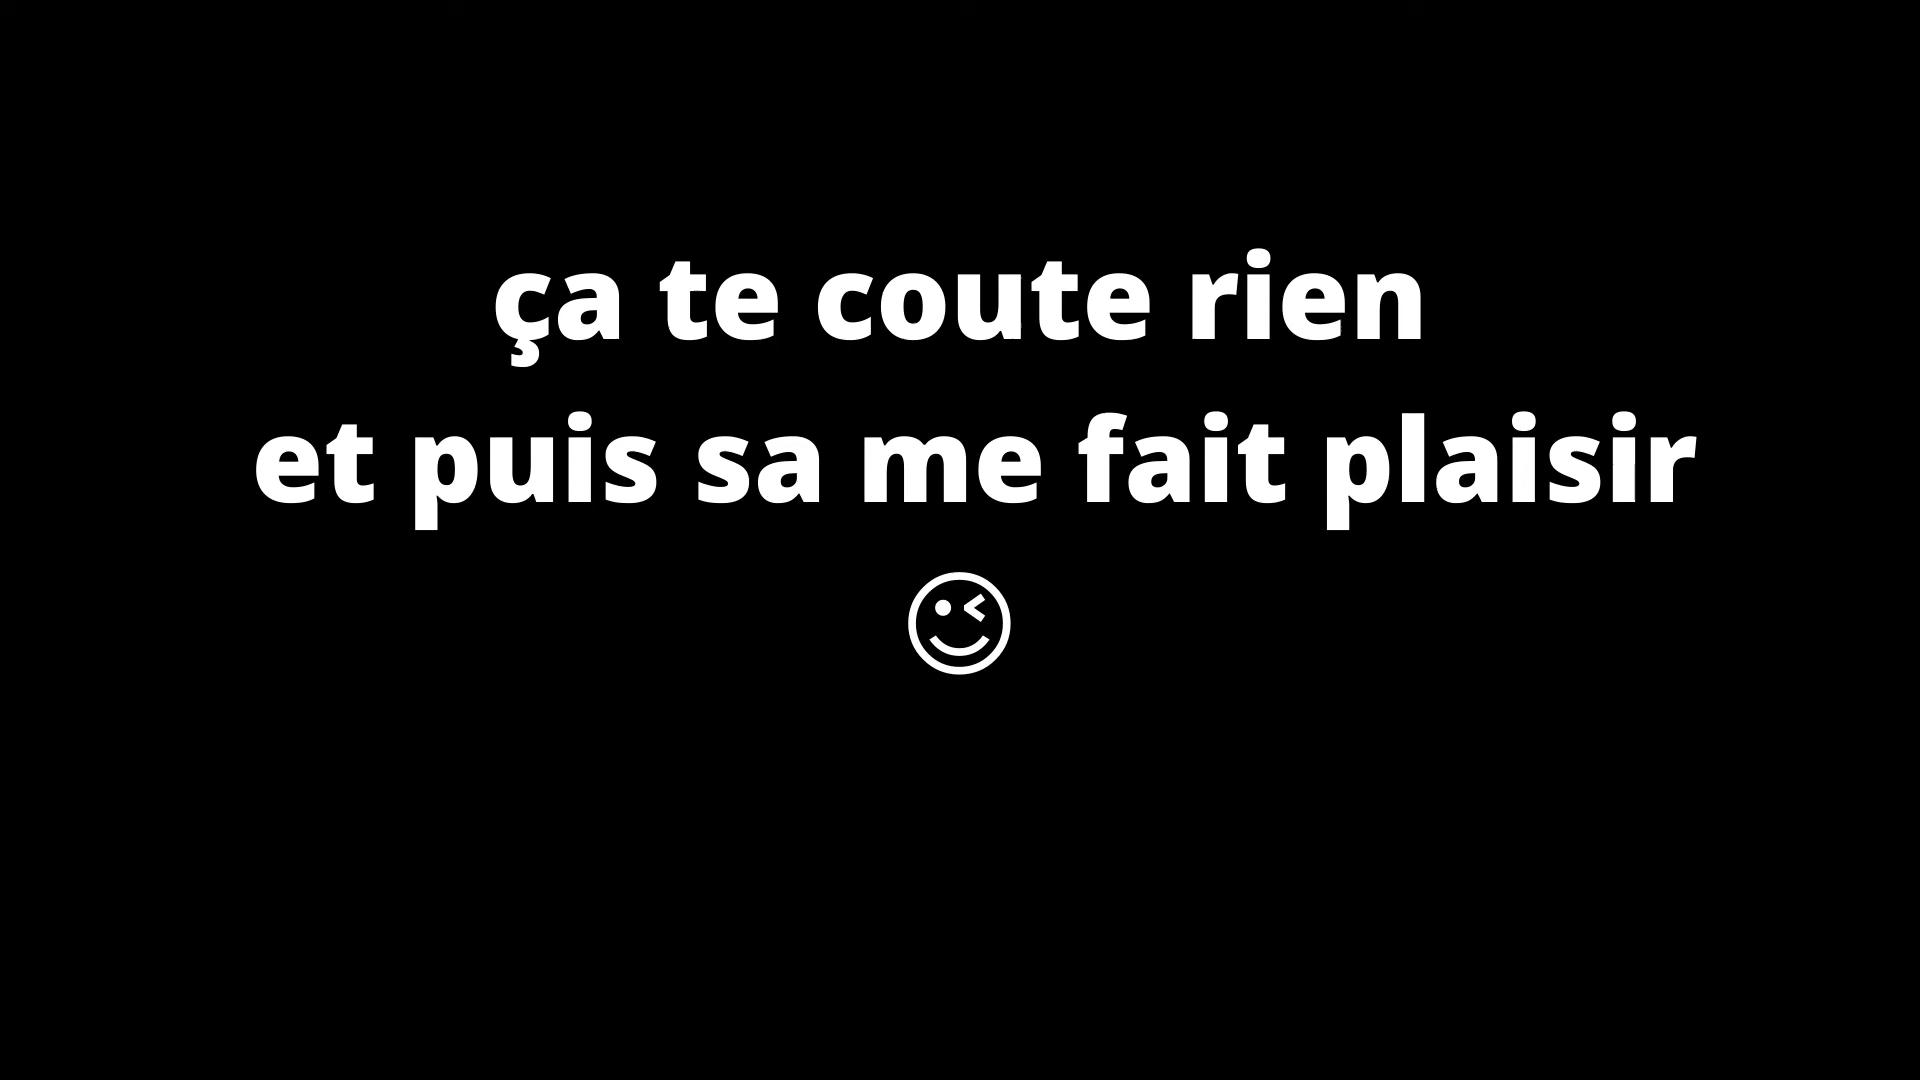 ça te coute rien
et puis sa me fait plaisir
😉